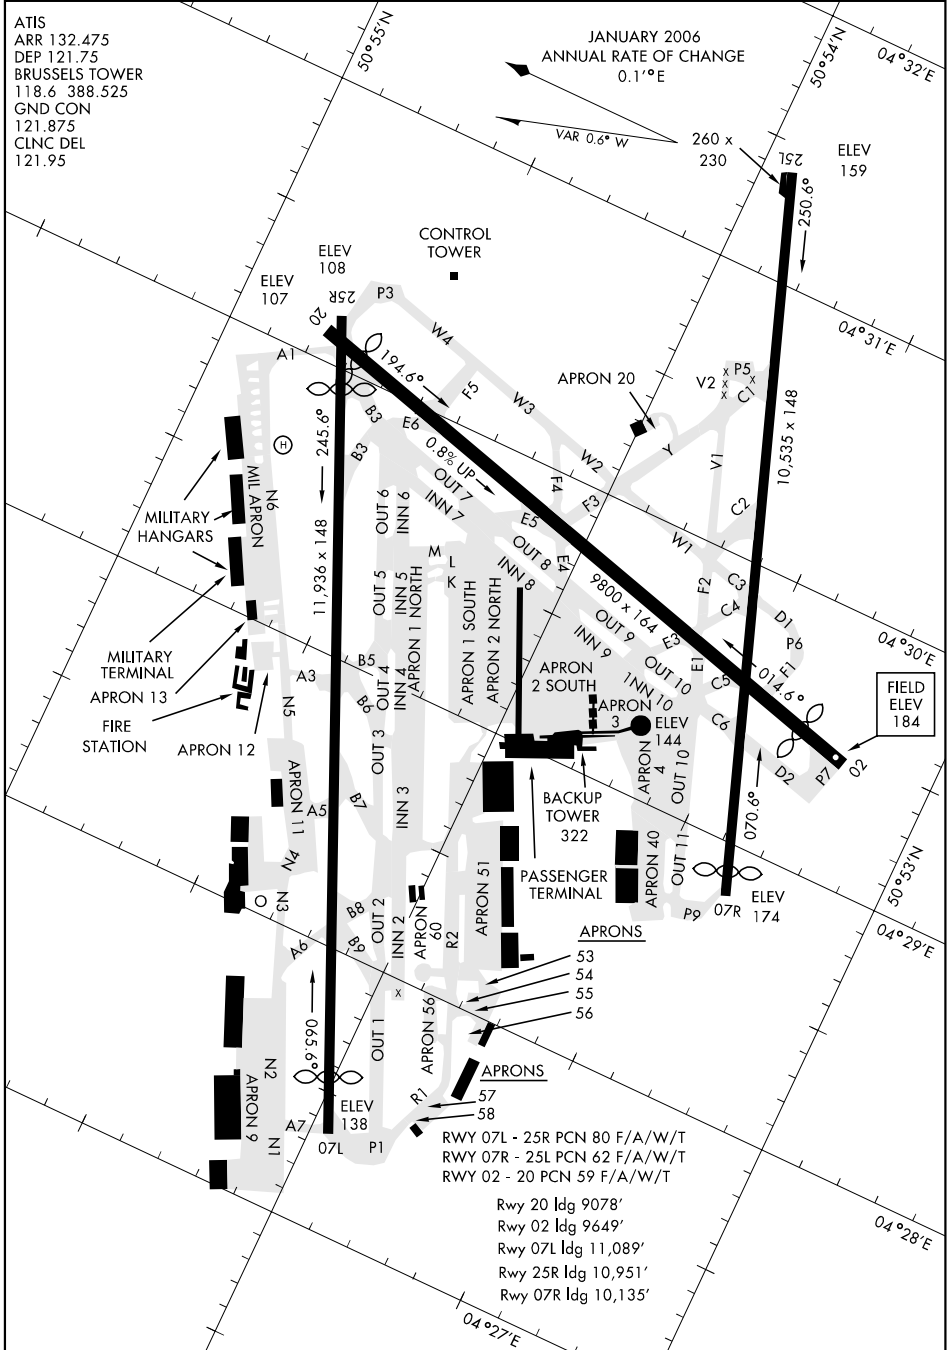 ATIS
ARR 132.475
DEP 121.75
BRUSSELS TOWER
118.6 388.525
GND CON
121.875
CLNC DEL
121.95
50°55'N
JANUARY 2006
ANNUAL RATE OF CHANGE
0.1'°E
VAR 0.6° W
50°54'N
04°32'E
260 x
230
25L
ELEV
159
250.6°
CONTROL
TOWER
ELEV
108
ELEV
107
25R
20
P3
W4
04°31'E
A1
194.6°
F5
W3
APRON 20
V2
x
x
x
P5
x
C1
10,535 x 148
B3
B3
E6
245.6°
0.8% UP
OUT 7
INN 7
H
MIL APRON
N6
W2
Y
V1
F4
F3
C2
MILITARY
HANGARS
OUT 6
INN 6
E5
OUT 8
INN 8
E4
W1
11,936 x 148
M
L
K
OUT 5
INN 5
APRON 1 NORTH
APRON 1 SOUTH
APRON 2 NORTH
9800 x 164
F2
C3
C4
D1
P6
F1
04°30'E
MILITARY
TERMINAL
APRON 13
FIRE
STATION
APRON 12
A3
N5
B5
B6
OUT 4
INN 4
OUT 9
INN 9
E3
OUT 10
1NN 10
E1
C5
C6
014.6°
APRON
2 SOUTH
APRON
3
ELEV
144
FIELD
ELEV
184
OUT 3
INN 3
APRON 11
A5
B7
BACKUP
TOWER
322
APRON
4
OUT 10
070.6°
D2
P7
02
N4
N3
PASSENGER
TERMINAL
APRON 51
APRON 40
OUT 11
50°53'N
B8
B9
OUT 2
INN 2
APRON
60
R2
P9
07R
ELEV
174
04°29'E
A6
x
APRONS
53
54
55
56
065.6°
OUT 1
APRON 56
N2
APRON 9
N1
A7
ELEV
138
07L
P1
R1
APRONS
57
58
RWY 07L - 25R PCN 80 F/A/W/T
RWY 07R - 25L PCN 62 F/A/W/T
RWY 02 - 20 PCN 59 F/A/W/T
Rwy 20 ldg 9078'
Rwy 02 ldg 9649'
Rwy 07L ldg 11,089'
Rwy 25R ldg 10,951'
Rwy 07R ldg 10,135'
04°28'E
04°27'E